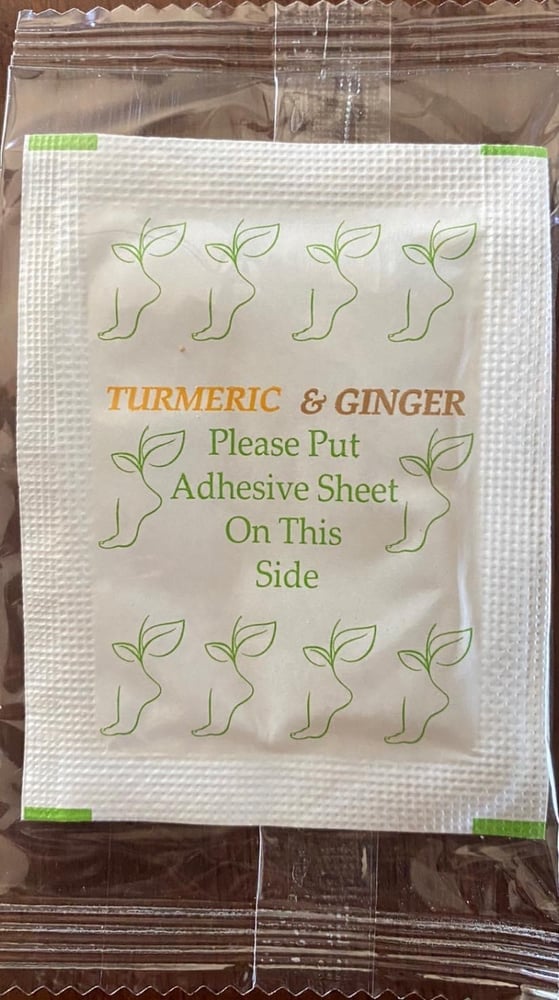 TURMERIC & GINGER
Please Put
Adhesive Sheet
On This
Side